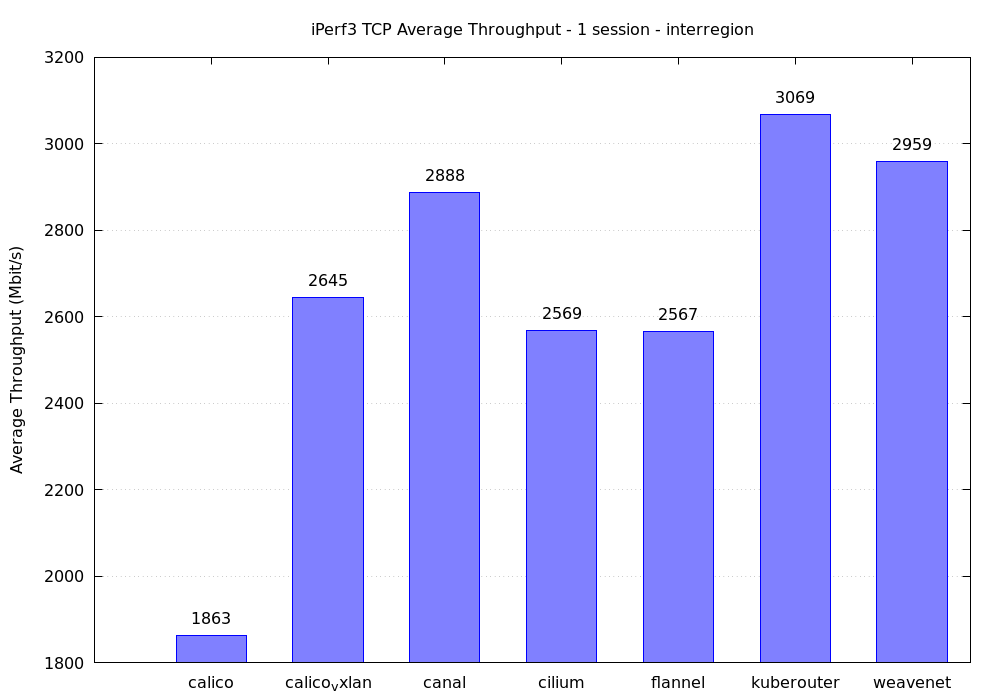 iPerf3 TCP Average Throughput - 1 session - interregion
Average Throughput (Mbit/s)
3200
3000
2800
2600
2400
2200
2000
1800
1863
2645
2888
2569
2567
3069
2959
calico
calicovxlan
canal
cilium
flannel
kuberouter
weavenet